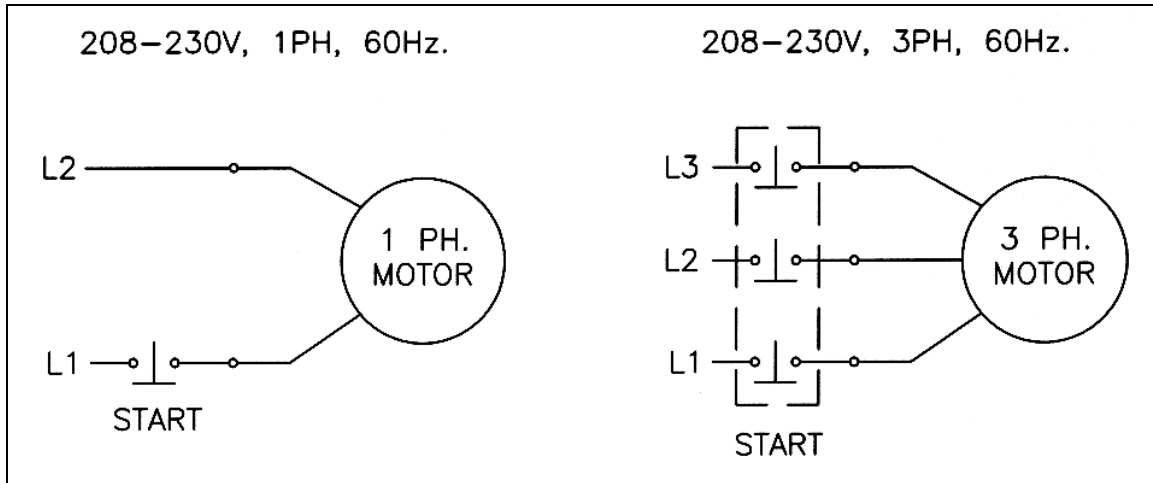 208-230V, 1PH, 60Hz.
L2
1 PH.
MOTOR
L1
START
208-230V, 3PH, 60Hz.
L3
L2
3 PH.
MOTOR
L1
START